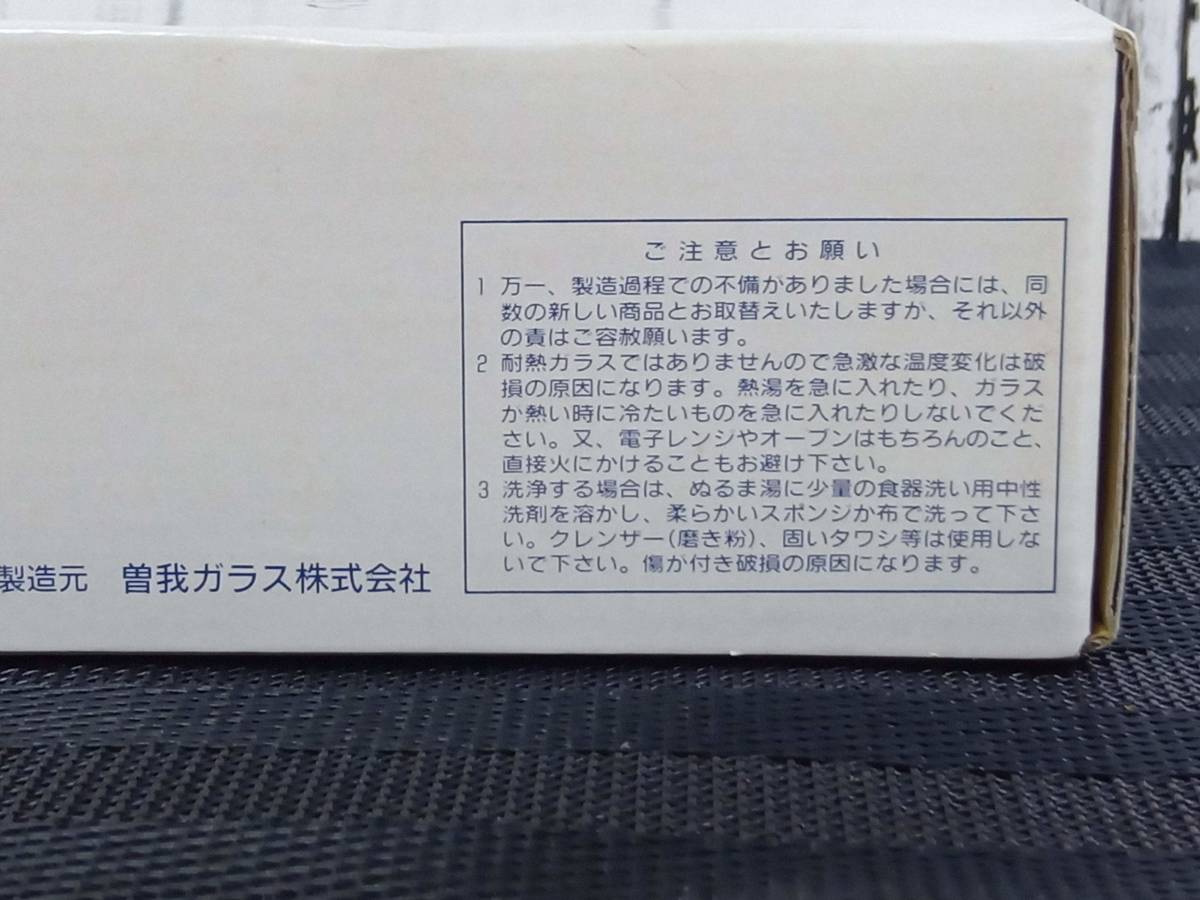 ご注意とお願い
1 万一、製造過程での不備がありました場合には、同
数の新しい商品とお取替えいたしますが、それ以外
の責はご容赦願います。
2 耐熱ガラスではありませんので急激な温度変化は破
損の原因になります。熱湯を急に入れたり、ガラス
が熱い時に冷たいものを急に入れたりしないでくだ
さい。又、電子レンジやオーブンはもちろんのこと、
直接火にかけることもお避け下さい。
3 洗浄する場合は、ぬるま湯に少量の食器洗い用中性
洗剤を溶かし、柔らかいスポンジか布で洗って下さ
い。クレンザー(磨き粉)、固いタワシ等は使用しな
いで下さい。傷が付き破損の原因になります。
製造元 曽我ガラス株式会社